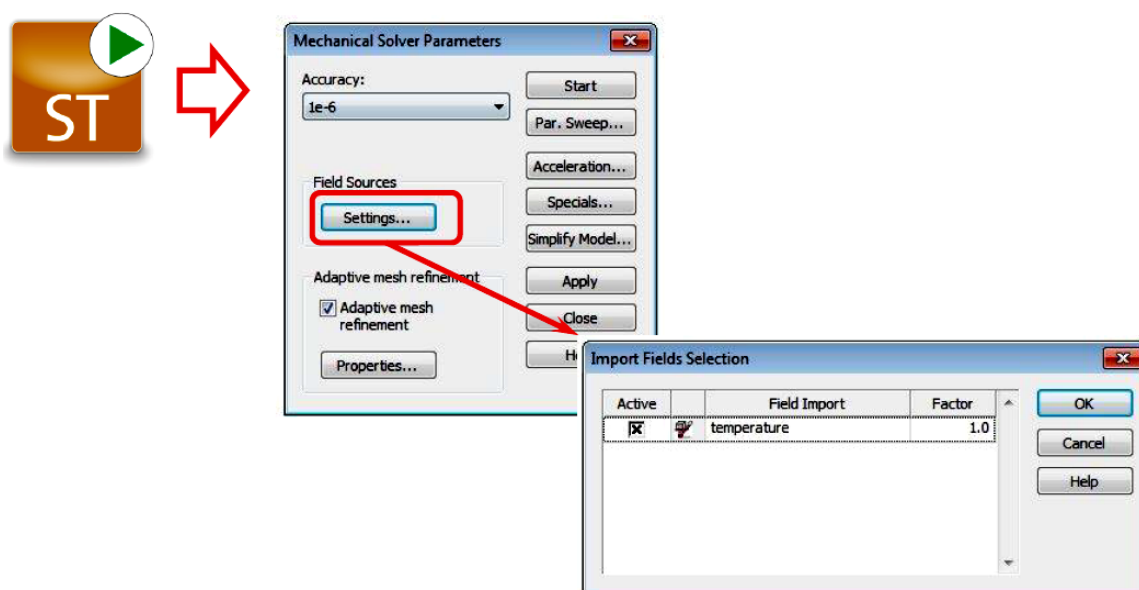 ST
Mechanical Solver Parameters
Accuracy:
1e-6
Start
Par. Sweep...
Acceleration...
Field Sources
Settings...
Specials...
Simplify Model...
Adaptive mesh refinement
Adaptive mesh
refinement
Properties...
Apply
Close
Import Fields Selection
Active Field Import Factor
temperature 1.0
OK
Cancel
Help